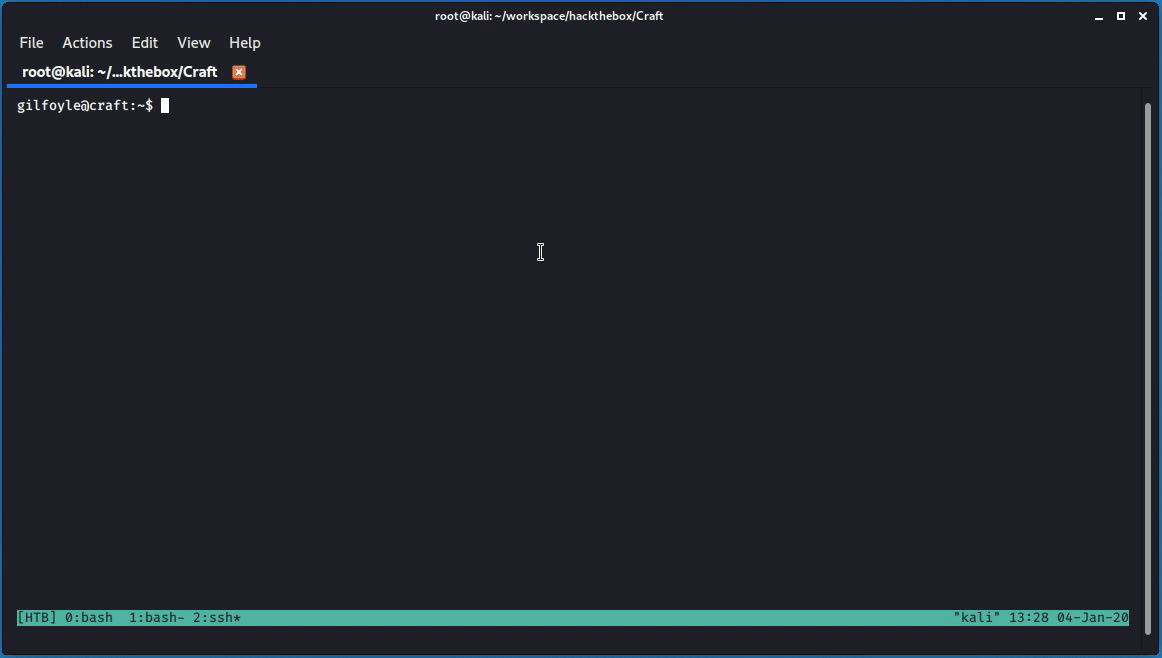 root@kali: ~/workspace/hackthebox/Craft
File Actions Edit View Help
root@kali: ~/...kthebox/Craft
gilfoyle@craft:~$
[HTB] 0:bash  1:bash- 2:ssh* "kali" 13:28 04-Jan-20